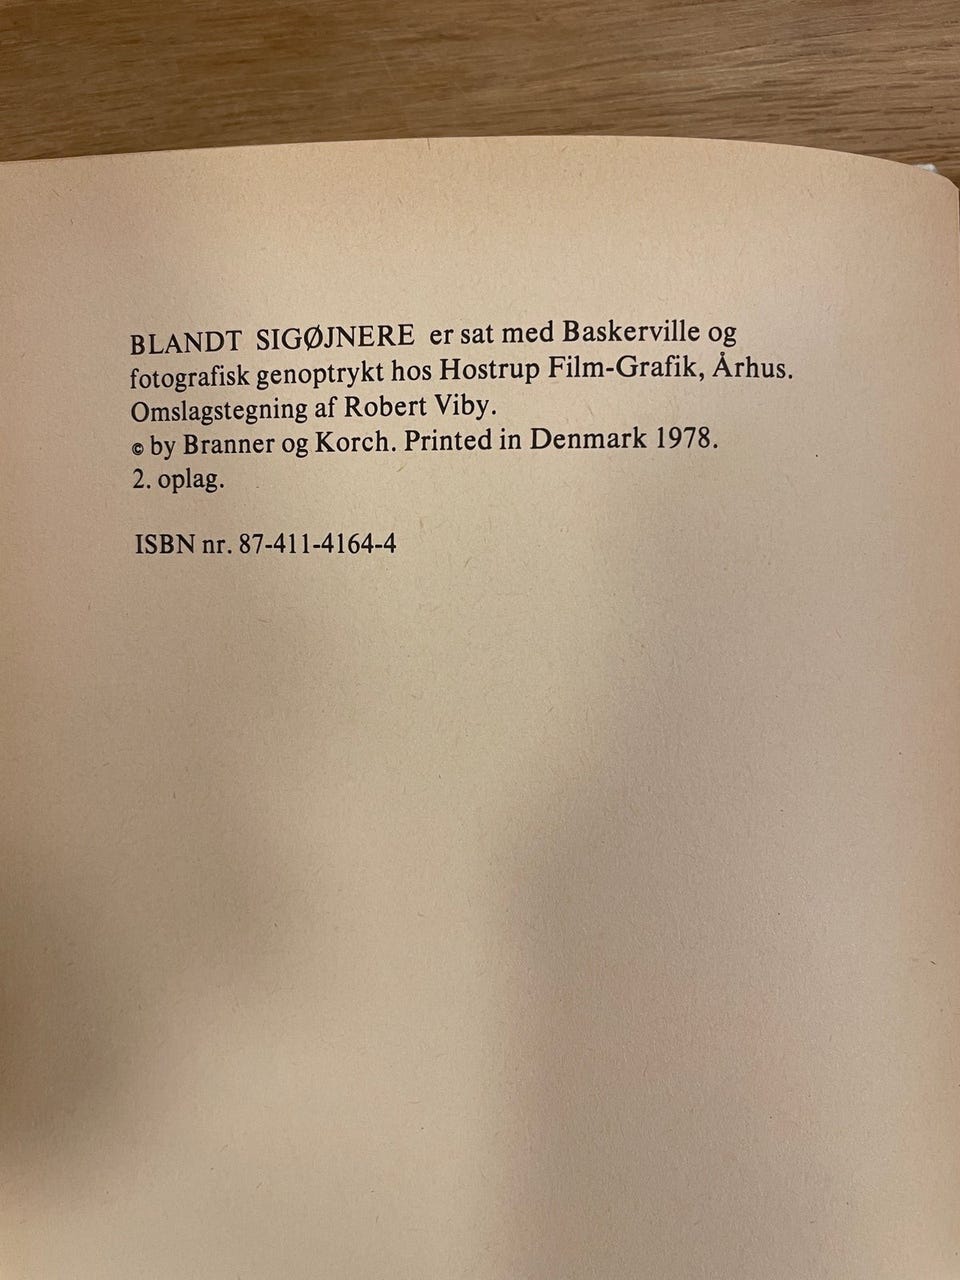 BLANDT SIGØJNERE er sat med Baskerville og
fotografisk genoptrykt hos Hostrup Film-Grafik, Århus.
Omslagstegning af Robert Viby.
© by Branner og Korch. Printed in Denmark 1978.
2. oplag.
ISBN nr. 87-411-4164-4